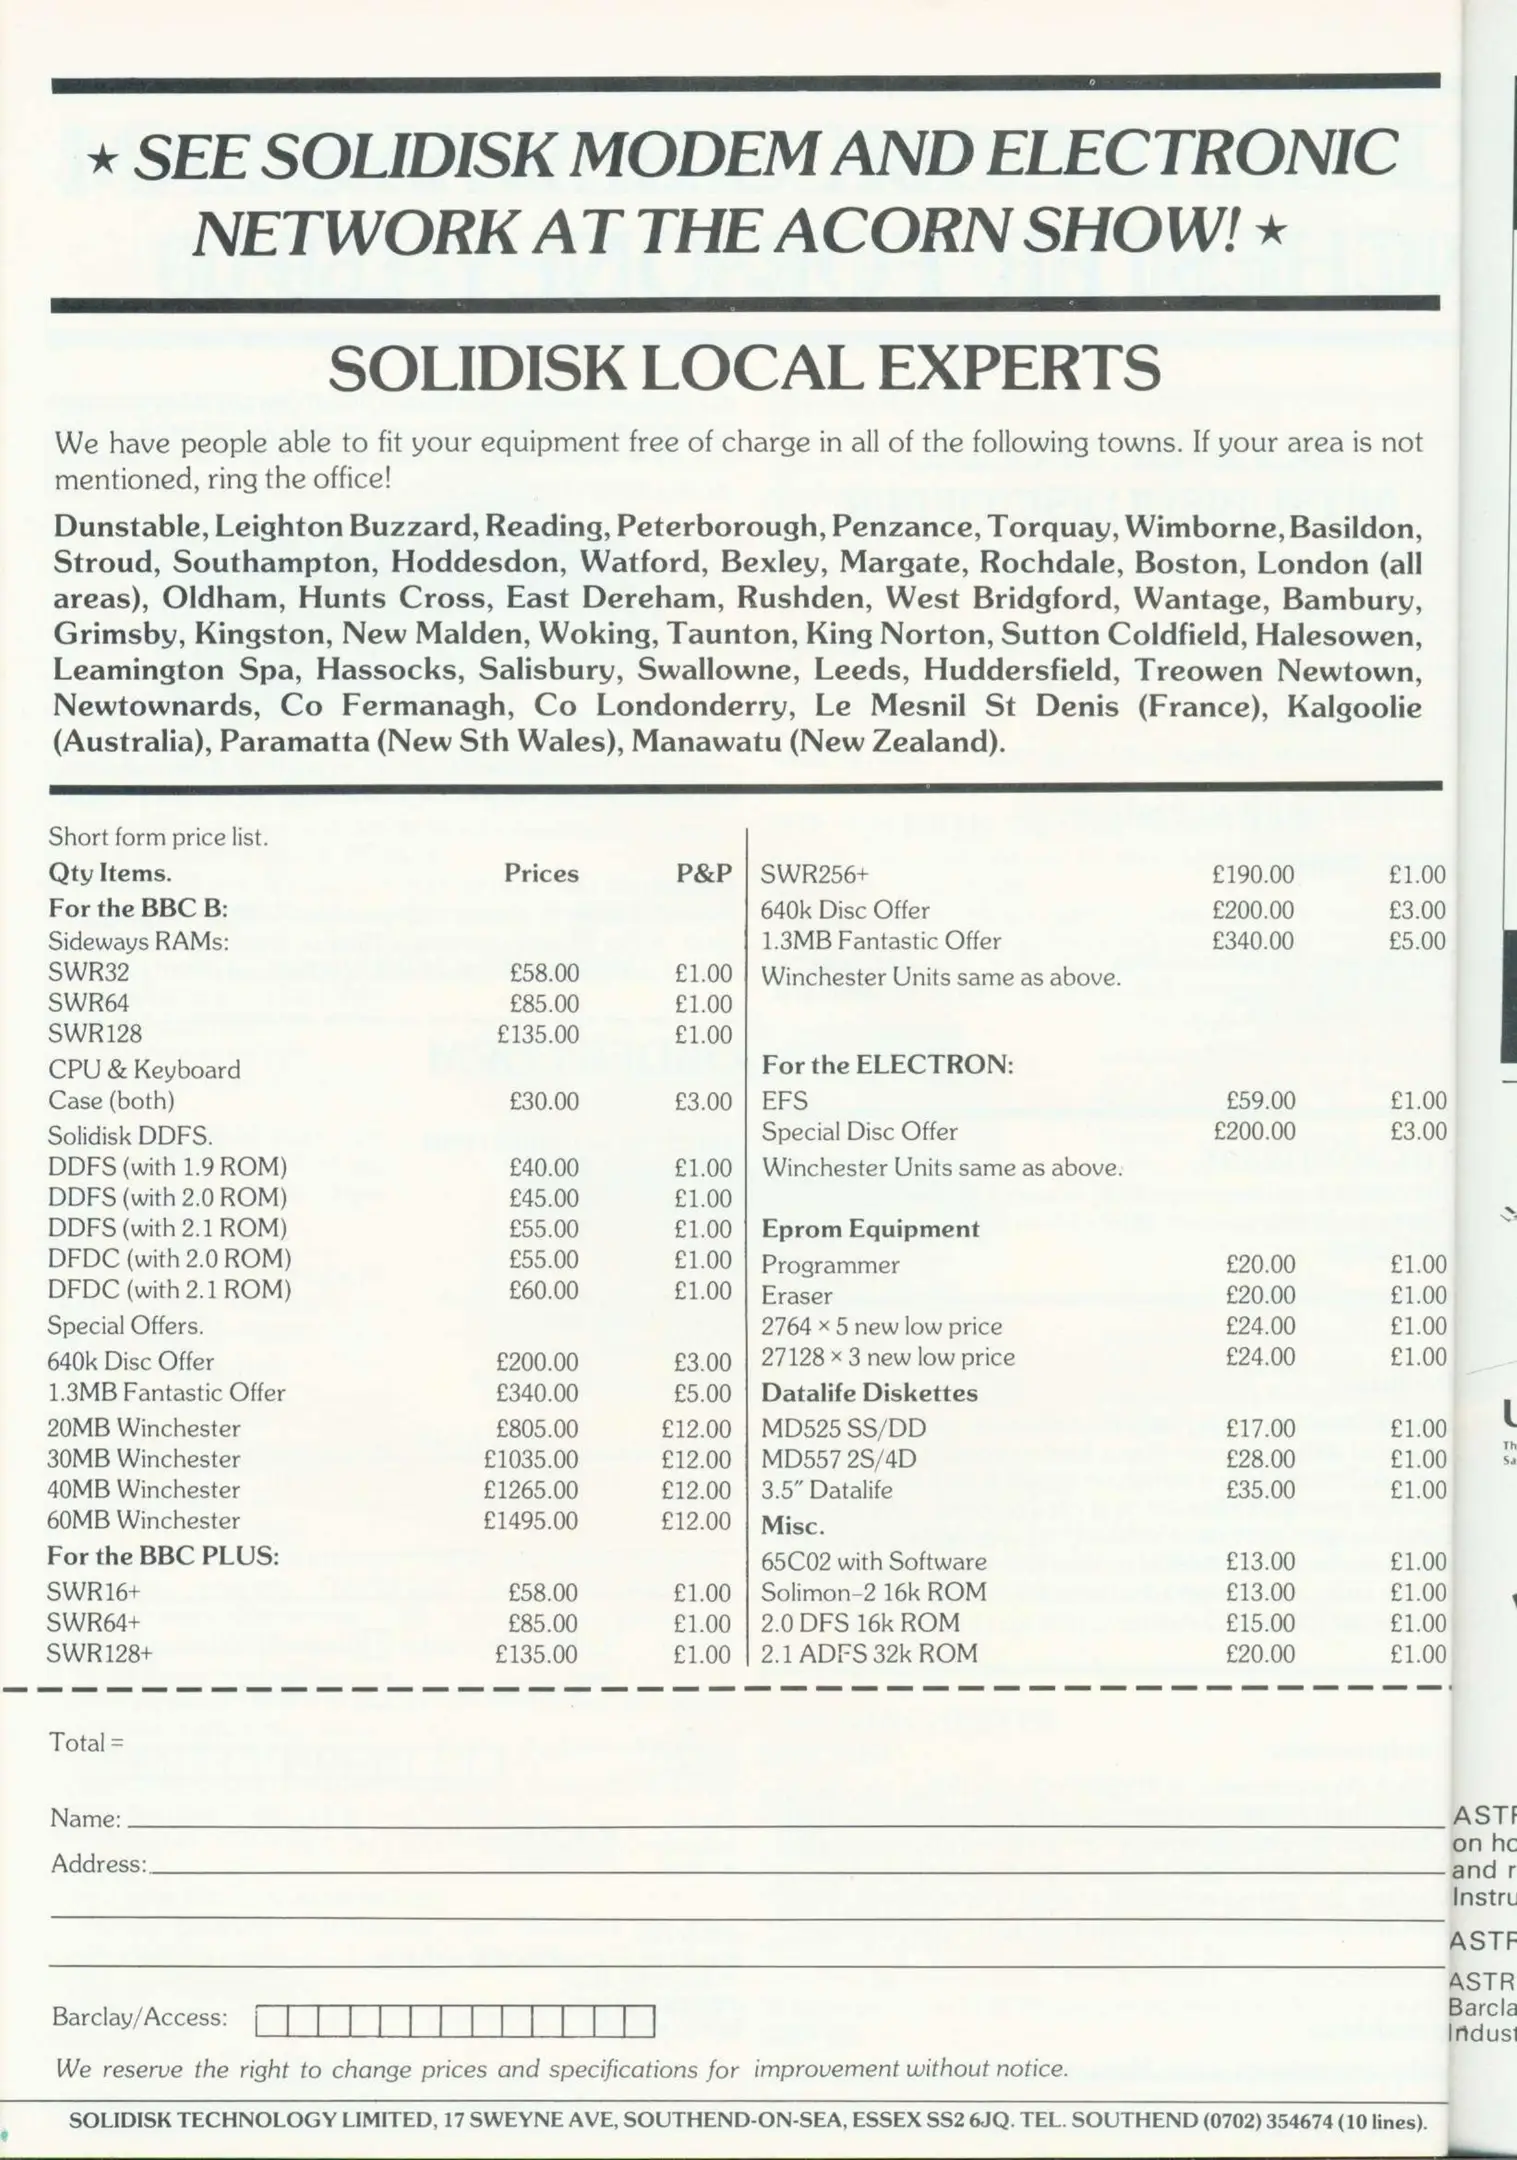 ★ SEE SOLIDISK MODEM AND ELECTRONIC
NETWORK AT THE ACORN SHOW! ★
SOLIDISK LOCAL EXPERTS
We have people able to fit your equipment free of charge in all of the following towns. If your area is not
mentioned, ring the office!
Dunstable, Leighton Buzzard, Reading, Peterborough, Penzance, Torquay, Wimborne, Basildon,
Stroud, Southampton, Hoddesdon, Watford, Bexley, Margate, Rochdale, Boston, London (all
areas), Oldham, Hunts Cross, East Dereham, Rushden, West Bridgford, Wantage, Bambury,
Grimsby, Kingston, New Malden, Woking, Taunton, King Norton, Sutton Coldfield, Halesowen,
Leamington Spa, Hassocks, Salisbury, Swallowne, Leeds, Huddersfield, Treowen Newtown,
Newtownards, Co Fermanagh, Co Londonderry, Le Mesnil St Denis (France), Kalgoolie
(Australia), Paramatta (New Sth Wales), Manawatu (New Zealand).
Short form price list.
Qty Items. Prices P&P
For the BBC B:
Sideways RAMs:
SWR32 £58.00 £1.00
SWR64 £85.00 £1.00
SWR128 £135.00 £1.00
CPU & Keyboard
Case (both) £30.00 £3.00
Solidisk DDFS.
DDFS (with 1.9 ROM) £40.00 £1.00
DDFS (with 2.0 ROM) £45.00 £1.00
DDFS (with 2.1 ROM) £55.00 £1.00
DFDC (with 2.0 ROM) £55.00 £1.00
DFDC (with 2.1 ROM) £60.00 £1.00
Special Offers.
640k Disc Offer £200.00 £3.00
1.3MB Fantastic Offer £340.00 £5.00
20MB Winchester £805.00 £12.00
30MB Winchester £1035.00 £12.00
40MB Winchester £1265.00 £12.00
60MB Winchester £1495.00 £12.00
For the BBC PLUS:
SWR16+ £58.00 £1.00
SWR64+ £85.00 £1.00
SWR128+ £135.00 £1.00
SWR256+ £190.00 £1.00
640k Disc Offer £200.00 £3.00
1.3MB Fantastic Offer £340.00 £5.00
Winchester Units same as above.
For the ELECTRON:
EFS £59.00 £1.00
Special Disc Offer £200.00 £3.00
Winchester Units same as above.
Eprom Equipment
Programmer £20.00 £1.00
Eraser £20.00 £1.00
2764 × 5 new low price £24.00 £1.00
27128 × 3 new low price £24.00 £1.00
Datalife Diskettes
MD525 SS/DD £17.00 £1.00
MD557 2S/4D £28.00 £1.00
3.5″ Datalife £35.00 £1.00
Misc.
65C02 with Software £13.00 £1.00
Solimon-2 16k ROM £13.00 £1.00
2.0 DFS 16k ROM £15.00 £1.00
2.1 ADFS 32k ROM £20.00 £1.00
Total =
Name:
Address:
Barclay/Access:
We reserve the right to change prices and specifications for improvement without notice.
SOLIDISK TECHNOLOGY LIMITED, 17 SWEYNE AVE, SOUTHEND-ON-SEA, ESSEX SS2 6JQ. TEL. SOUTHEND (0702) 354674 (10 lines).